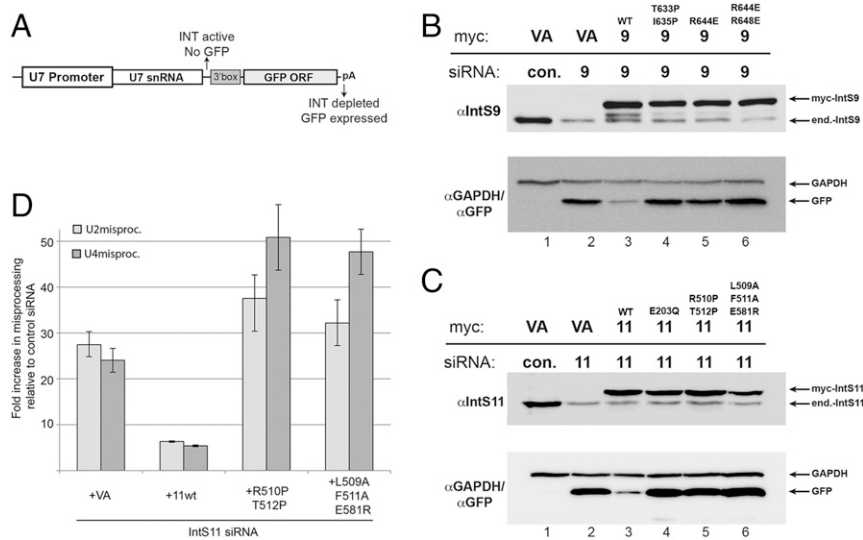 A
INT active
No GFP
U7 Promoter
U7 snRNA
3'box
GFP ORF
pA
INT depleted
GFP expressed
B
T633P
I635P
R644E
R644E
R648E
WT
myc: VA VA 9 9 9 9
siRNA: con. 9 9 9 9 9
αIntS9
myc-IntS9
end.-IntS9
αGAPDH/
αGFP
GAPDH
GFP
1 2 3 4 5 6
D
U2misproc.
U4misproc.
Fold increase in misprocessing
relative to control siRNA
50
40
30
20
10
+VA
+11wt
+R510P
T512P
+L509A
F511A
E581R
IntS11 siRNA
C
WT
E203Q
R510P
T512P
L509A
F511A
E581R
myc: VA VA 11 11 11 11
siRNA: con. 11 11 11 11 11
αIntS11
myc-IntS11
end.-IntS11
αGAPDH/
αGFP
GAPDH
GFP
1 2 3 4 5 6